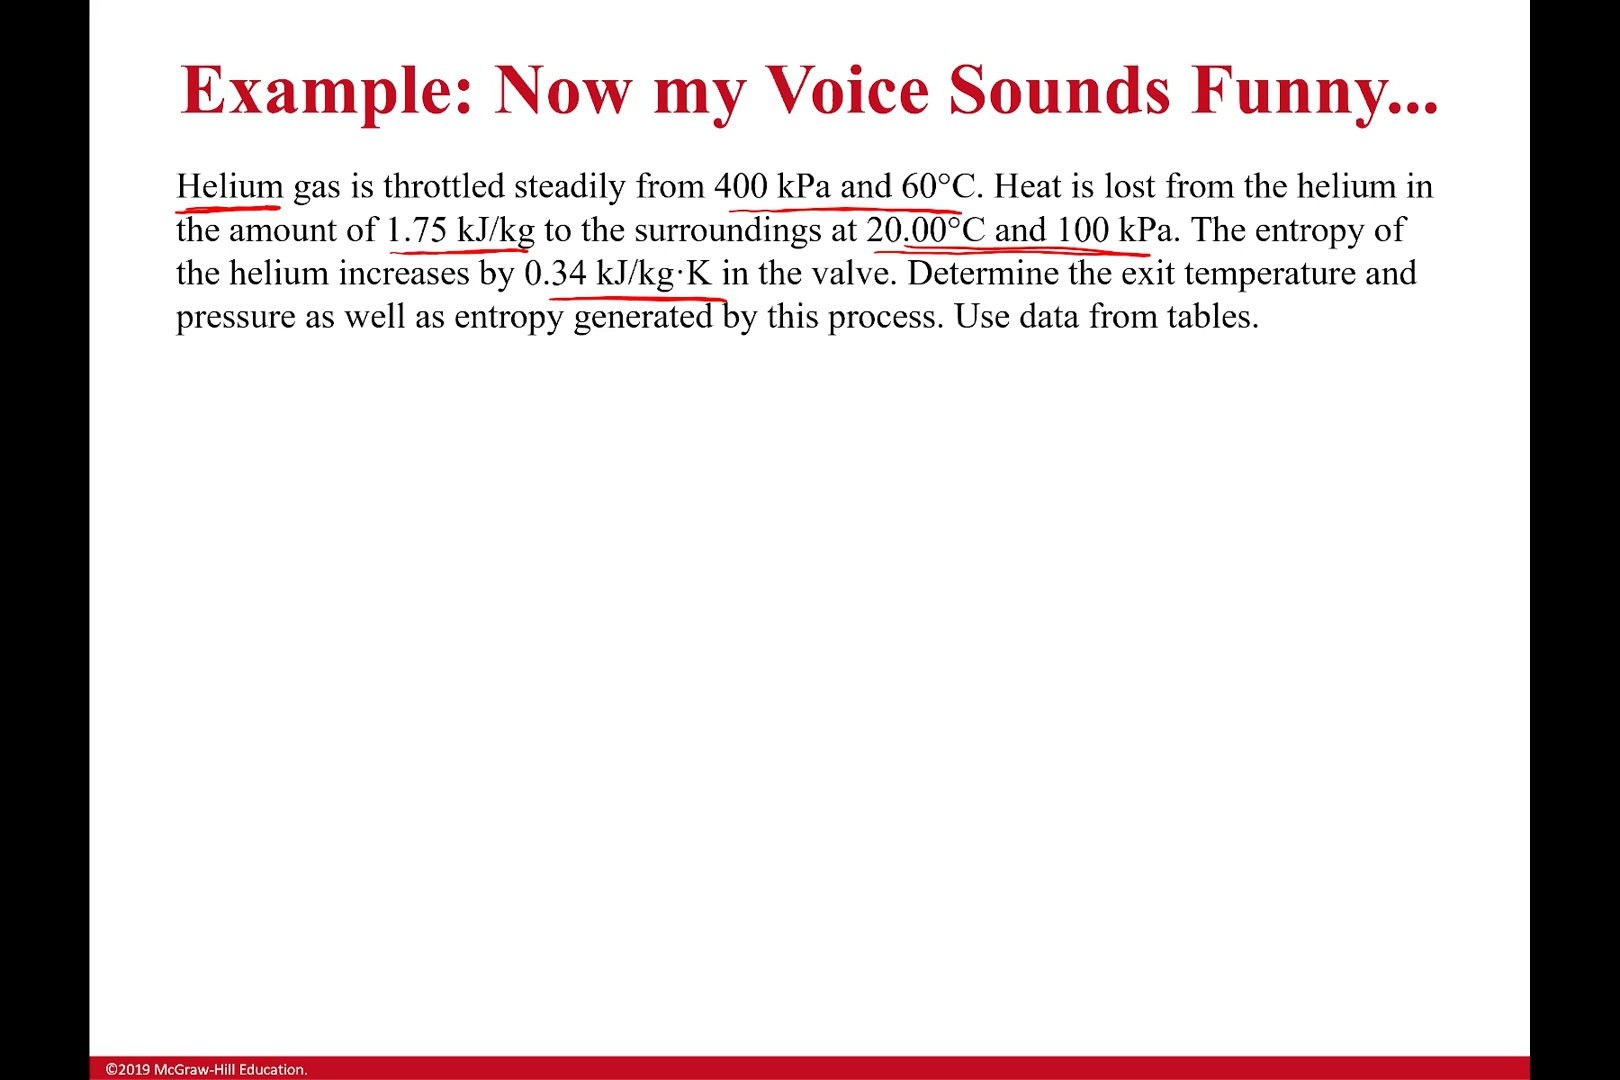 Example: Now my Voice Sounds Funny...
Helium gas is throttled steadily from 400 kPa and 60°C. Heat is lost from the helium in
the amount of 1.75 kJ/kg to the surroundings at 20.00°C and 100 kPa. The entropy of
the helium increases by 0.34 kJ/kg·K in the valve. Determine the exit temperature and
pressure as well as entropy generated by this process. Use data from tables.
©2019 McGraw-Hill Education.